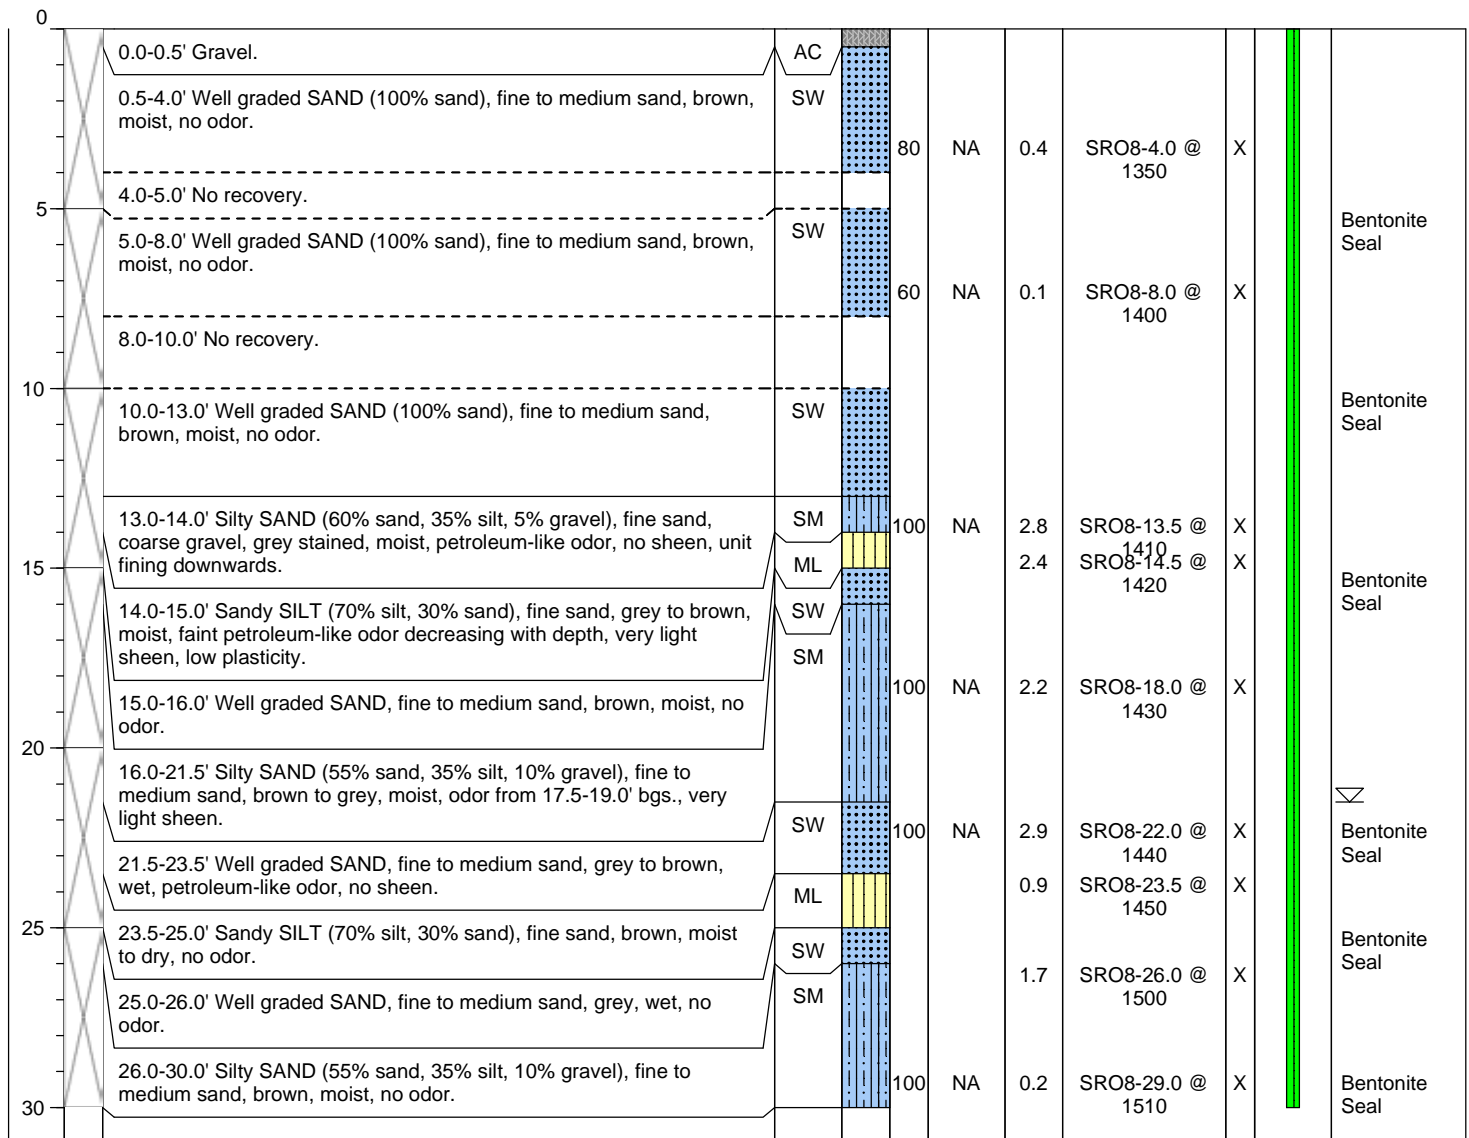 0
0.0-0.5' Gravel.
AC
0.5-4.0' Well graded SAND (100% sand), fine to medium sand, brown,
moist, no odor.
SW
80
NA
0.4
SRO8-4.0 @
1350
X
4.0-5.0' No recovery.
5
5.0-8.0' Well graded SAND (100% sand), fine to medium sand, brown,
moist, no odor.
SW
Bentonite
Seal
60
NA
0.1
SRO8-8.0 @
1400
X
8.0-10.0' No recovery.
10
10.0-13.0' Well graded SAND (100% sand), fine to medium sand,
brown, moist, no odor.
SW
Bentonite
Seal
13.0-14.0' Silty SAND (60% sand, 35% silt, 5% gravel), fine sand,
coarse gravel, grey stained, moist, petroleum-like odor, no sheen, unit
fining downwards.
SM
100
NA
2.8
SRO8-13.5 @
1410
X
ML
2.4
SRO8-14.5 @
1420
X
15
Bentonite
Seal
14.0-15.0' Sandy SILT (70% silt, 30% sand), fine sand, grey to brown,
moist, faint petroleum-like odor decreasing with depth, very light
sheen, low plasticity.
SW
SM
15.0-16.0' Well graded SAND, fine to medium sand, brown, moist, no
odor.
100
NA
2.2
SRO8-18.0 @
1430
X
20
16.0-21.5' Silty SAND (55% sand, 35% silt, 10% gravel), fine to
medium sand, brown to grey, moist, odor from 17.5-19.0' bgs., very
light sheen.
SW
100
NA
2.9
SRO8-22.0 @
1440
X
Bentonite
Seal
21.5-23.5' Well graded SAND, fine to medium sand, grey to brown,
wet, petroleum-like odor, no sheen.
ML
0.9
SRO8-23.5 @
1450
X
25
23.5-25.0' Sandy SILT (70% silt, 30% sand), fine sand, brown, moist
to dry, no odor.
SW
Bentonite
Seal
25.0-26.0' Well graded SAND, fine to medium sand, grey, wet, no
odor.
SM
1.7
SRO8-26.0 @
1500
X
26.0-30.0' Silty SAND (55% sand, 35% silt, 10% gravel), fine to
medium sand, brown, moist, no odor.
100
NA
0.2
SRO8-29.0 @
1510
X
Bentonite
Seal
30